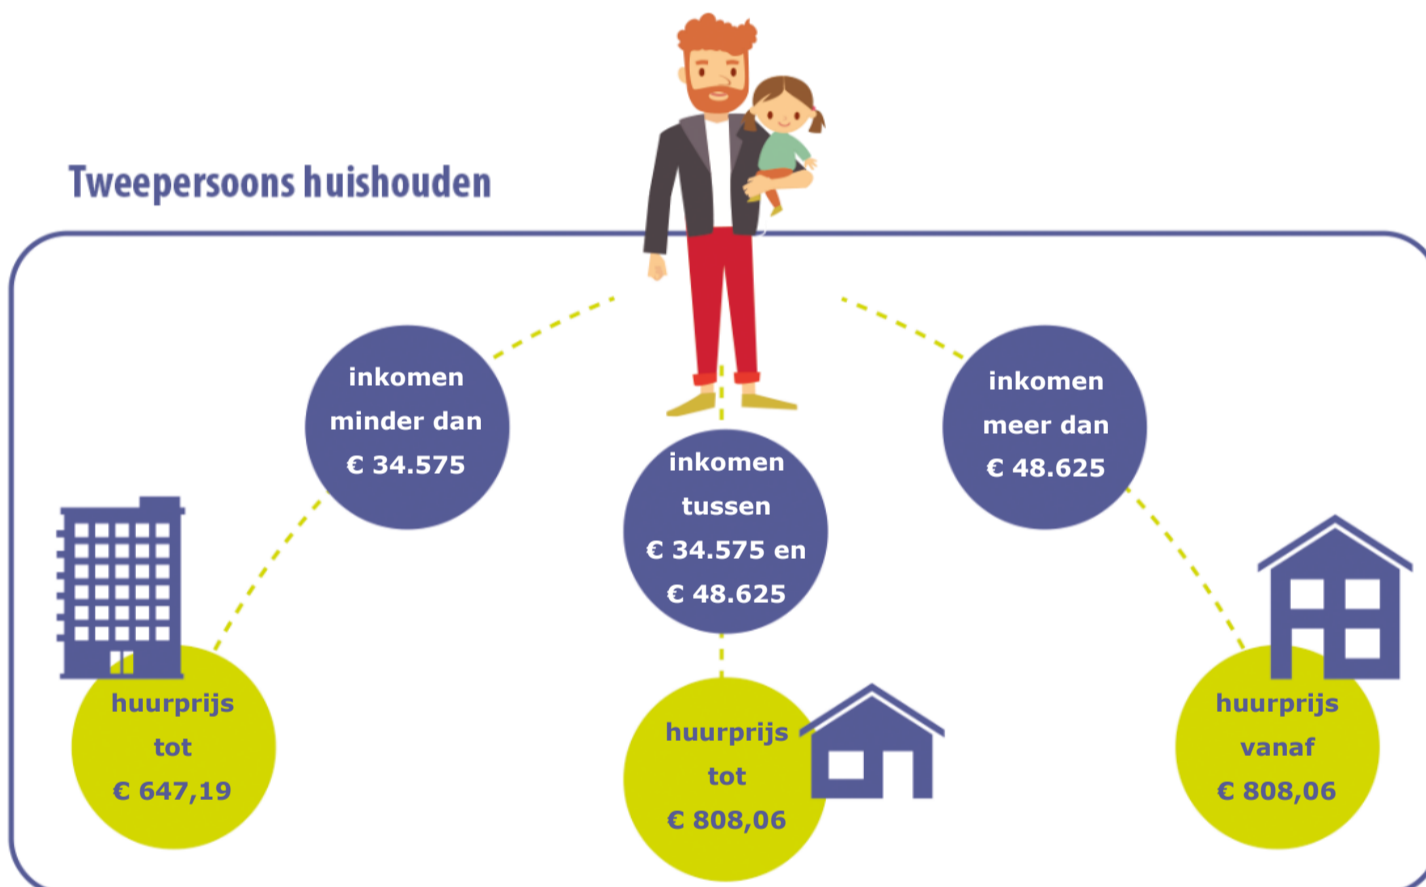 Tweepersoons huishouden
inkomen
minder dan
€ 34.575
inkomen
tussen
€ 34.575 en
€ 48.625
inkomen
meer dan
€ 48.625
huurprijs
tot
€ 647,19
huurprijs
tot
€ 808,06
huurprijs
vanaf
€ 808,06